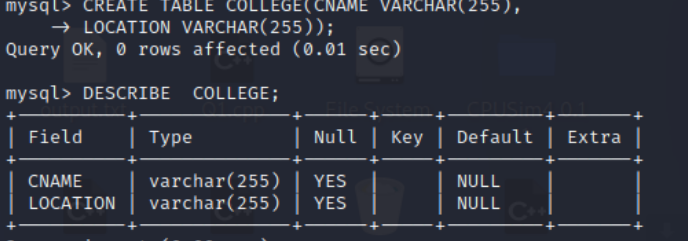 mysql> CREATE TABLE COLLEGE(CNAME VARCHAR(255),
    → LOCATION VARCHAR(255));
Query OK, 0 rows affected (0.01 sec)
mysql> DESCRIBE  COLLEGE;
+----------+--------------+------+-----+---------+-------+
| Field    | Type         | Null | Key | Default | Extra |
+----------+--------------+------+-----+---------+-------+
| CNAME    | varchar(255) | YES  |     | NULL    |       |
| LOCATION | varchar(255) | YES  |     | NULL    |       |
+----------+--------------+------+-----+---------+-------+